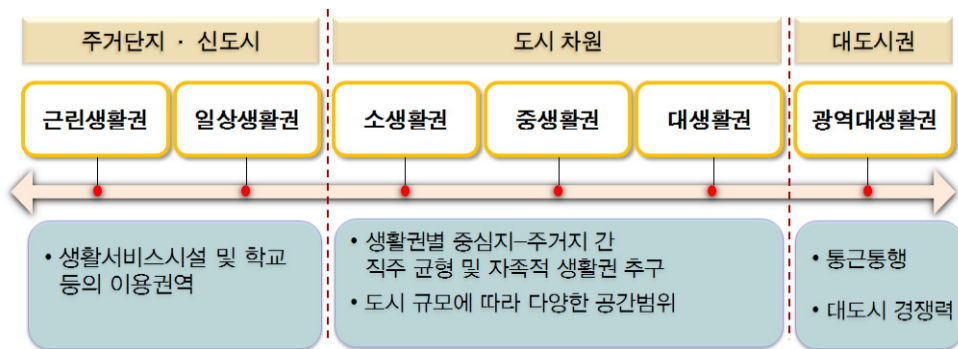 주거단지 · 신도시
도시 차원
대도시권
근린생활권
일상생활권
소생활권
중생활권
대생활권
광역대생활권
• 생활서비스시설 및 학교
등의 이용권역
• 생활권별 중심지–주거지 간
직주 균형 및 자족적 생활권 추구
• 도시 규모에 따라 다양한 공간범위
• 통근통행
• 대도시 경쟁력